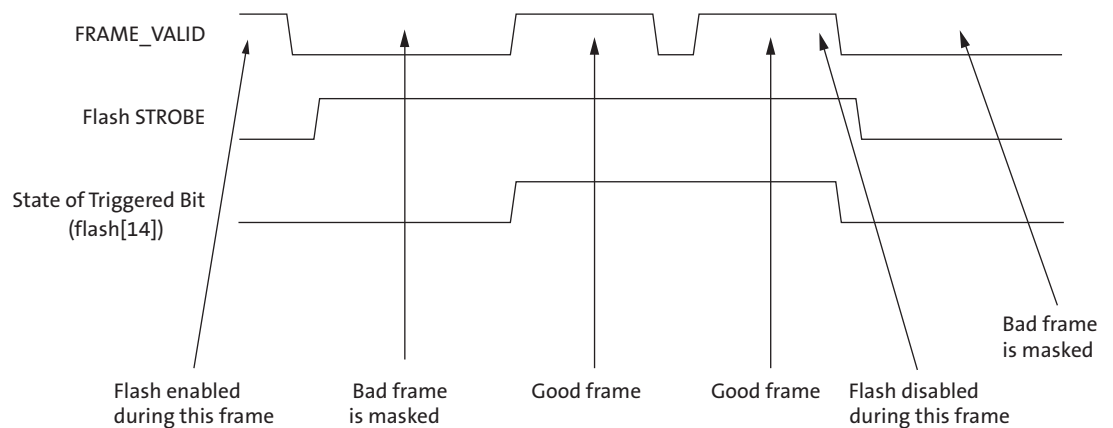 FRAME_VALID
Flash STROBE
State of Triggered Bit
(flash[14])
Flash enabled
during this frame
Bad frame
is masked
Good frame
Good frame
Flash disabled
during this frame
Bad frame
is masked